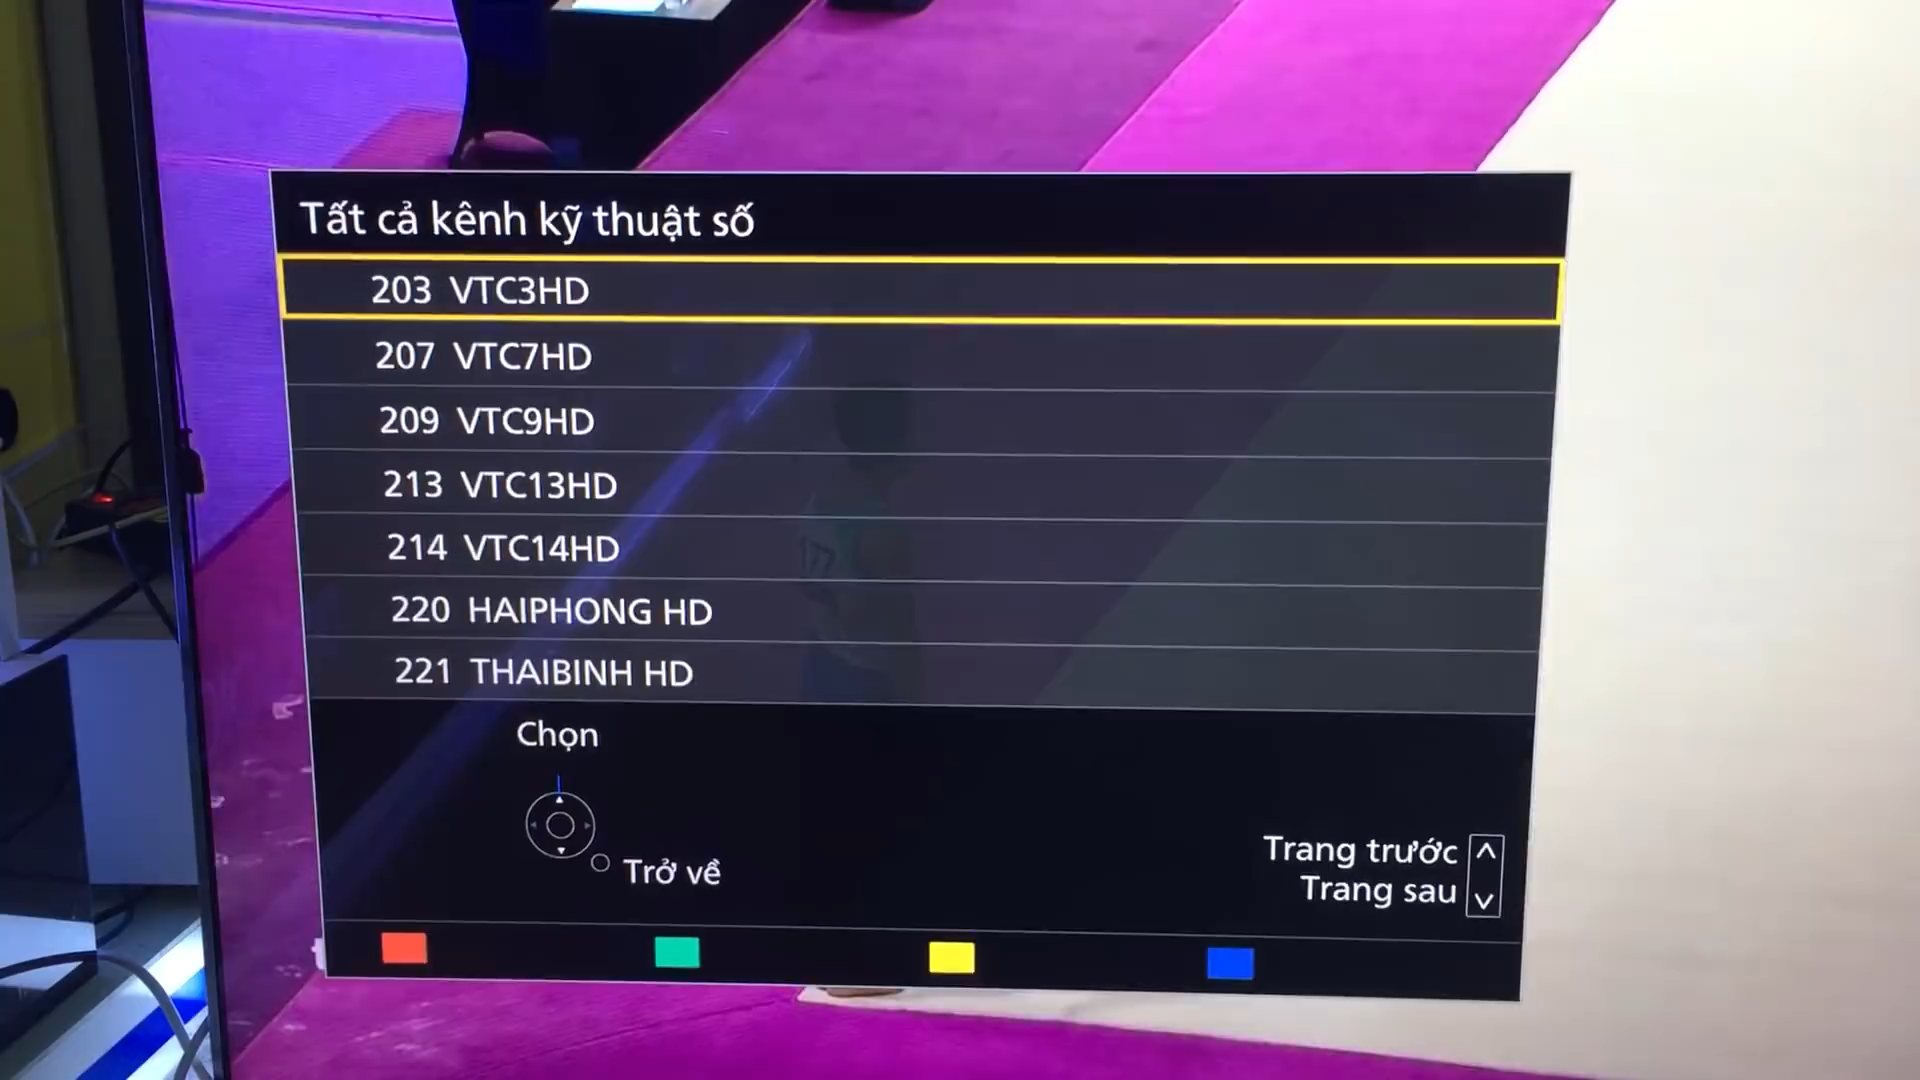 Tất cả kênh kỹ thuật số
203 VTC3HD
207 VTC7HD
209 VTC9HD
213 VTC13HD
214 VTC14HD
220 HAIPHONG HD
221 THAIBINH HD
Chọn
Trở về
Trang trước
Trang sau